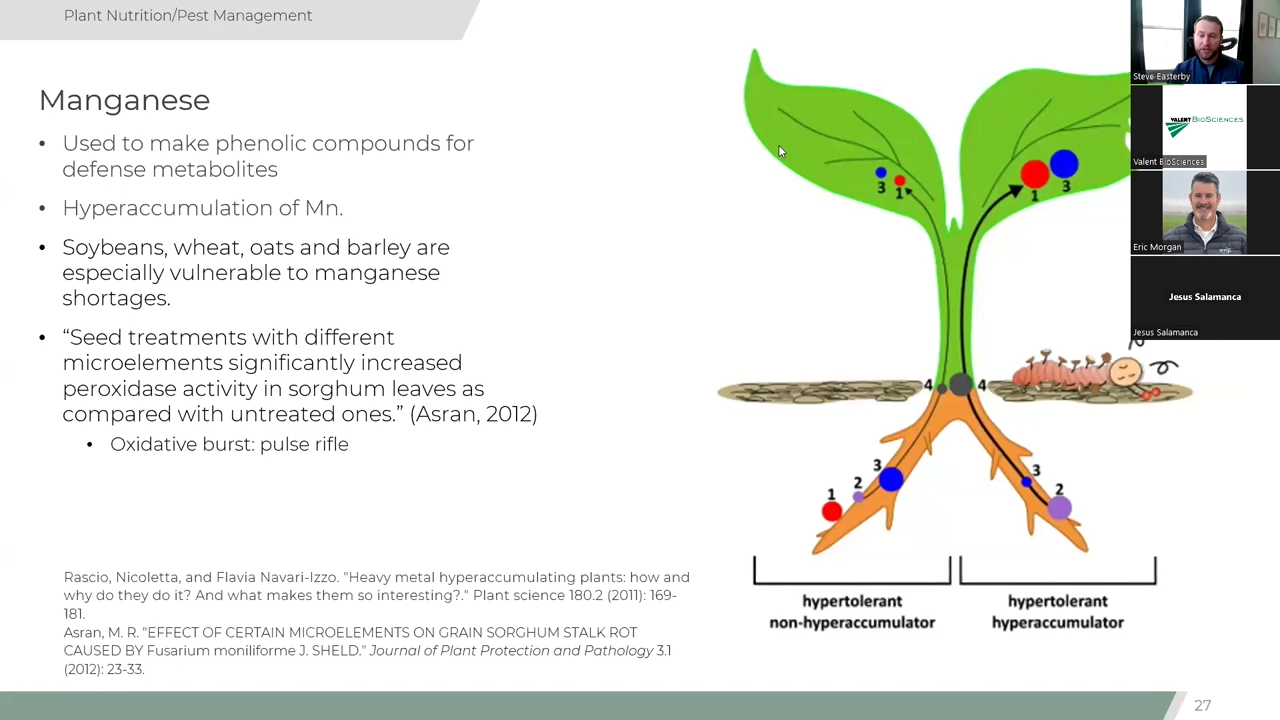 Plant Nutrition/Pest Management
Manganese
• Used to make phenolic compounds for
defense metabolites
• Hyperaccumulation of Mn.
• Soybeans, wheat, oats and barley are
especially vulnerable to manganese
shortages.
• “Seed treatments with different
microelements significantly increased
peroxidase activity in sorghum leaves as
compared with untreated ones.” (Asran, 2012)
• Oxidative burst: pulse rifle
Rascio, Nicoletta, and Flavia Navari-Izzo. "Heavy metal hyperaccumulating plants: how and
why do they do it? And what makes them so interesting?." Plant science 180.2 (2011): 169-
181.
Asran, M. R. "EFFECT OF CERTAIN MICROELEMENTS ON GRAIN SORGHUM STALK ROT
CAUSED BY Fusarium moniliforme J. SHELD." Journal of Plant Protection and Pathology 3.1
(2012): 23-33.
3 1
1 3
4 4
3
2
1
3
2
hypertolerant
non-hyperaccumulator
hypertolerant
hyperaccumulator
Steve Easterby
VALENT BIOSCIENCES
Valent BioSciences
Eric Morgan
Jesus Salamanca
Jesus Salamanca
27